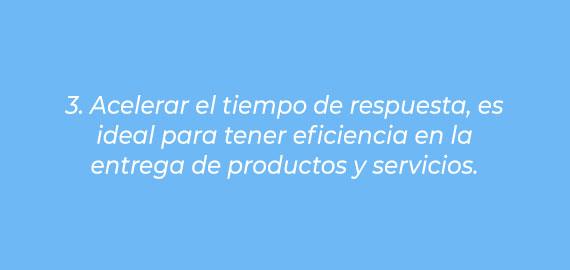 3. Acelerar el tiempo de respuesta, es
ideal para tener eficiencia en la
entrega de productos y servicios.